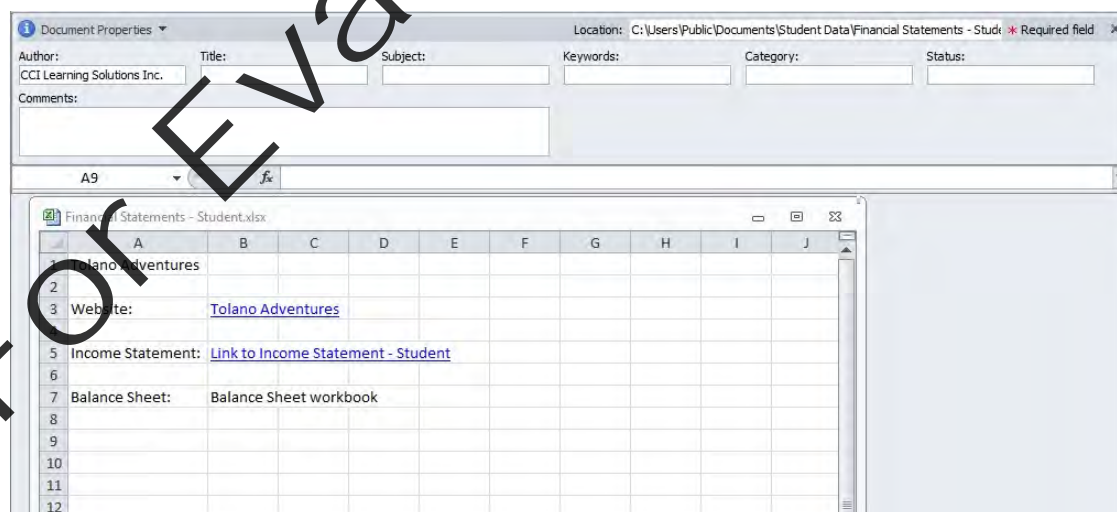 Document Properties Location: C:\Users\Public\Documents\Student Data\Financial Statements - Stude * Required field
Author: Title: Subject: Keywords: Category: Status:
CCI Learning Solutions Inc.
Comments:
A9 fx
Financial Statements - Student.xlsx
A B C D E F G H I J
1 Tolano Adventures
2
3 Website: Tolano Adventures
4
5 Income Statement: Link to Income Statement - Student
6
7 Balance Sheet: Balance Sheet workbook
8
9
10
11
12
For Eva